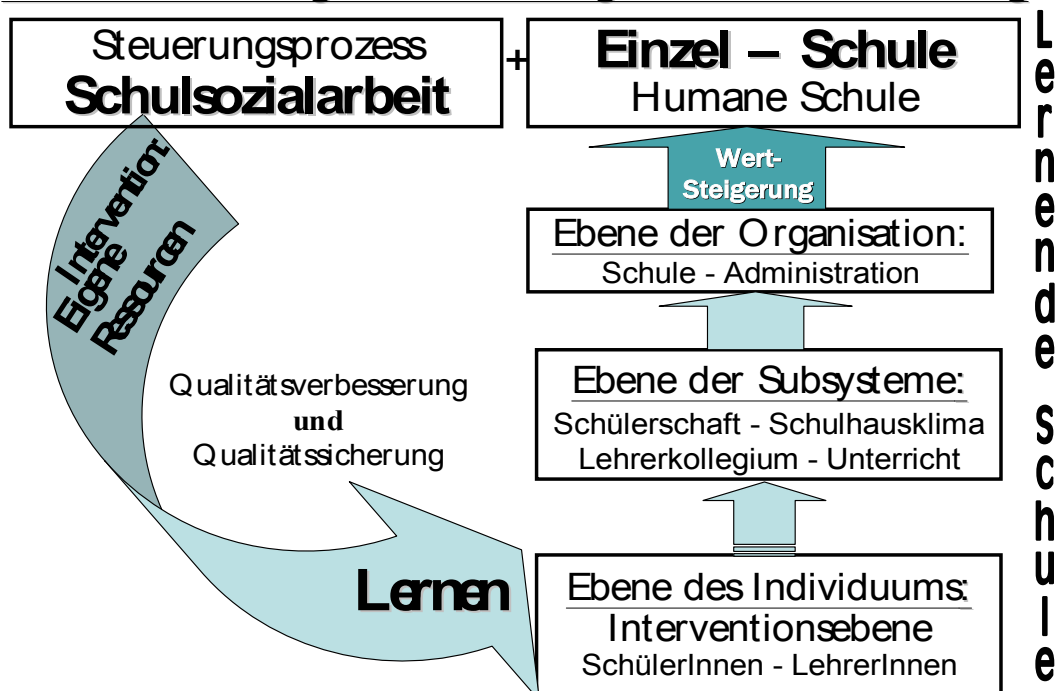 Steuerungsprozess
Schulsozialarbeit
+
Einzel – Schule
Humane Schule
Wert-
Steigerung
Ebene der Organisation:
Schule - Administration
Intervention:
Eigene
Ressourcen
Qualitätsverbesserung
und
Qualitätssicherung
Ebene der Subsysteme:
Schülerschaft - Schulhausklima
Lehrerkollegium - Unterricht
Lernen
Ebene des Individuums:
Interventionsebene
SchülerInnen - LehrerInnen
Lernende Schule